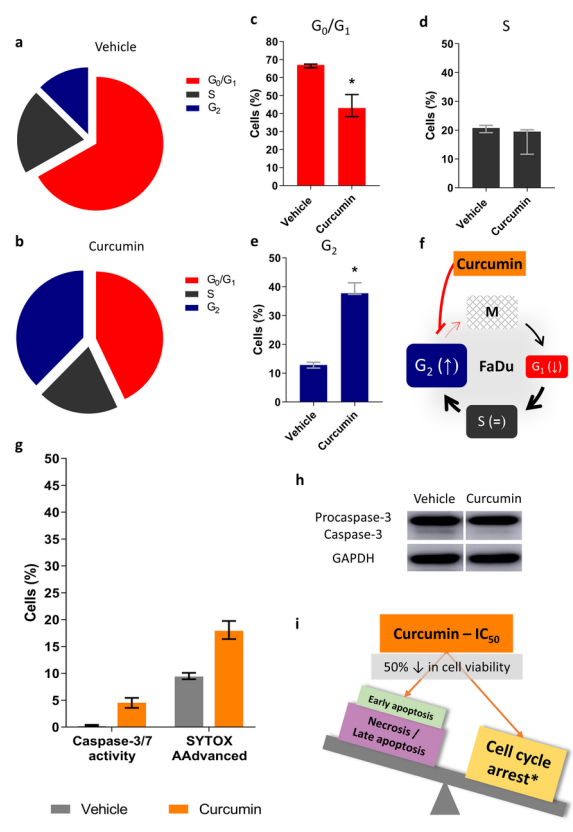 a
Vehicle
G0/G1
S
G2
b
Curcumin
G0/G1
S
G2
c
G0/G1
Cells (%)
80
70
60
50
40
30
20
10
0
*
Vehicle
Curcumin
d
S
Cells (%)
50
40
30
20
10
0
Vehicle
Curcumin
e
G2
Cells (%)
50
40
30
20
10
0
*
Vehicle
Curcumin
f
Curcumin
M
G2 (↑)
FaDu
G1 (↓)
S (=)
g
Cells (%)
50
45
40
35
30
25
20
15
10
5
0
Caspase-3/7
activity
SYTOX
AAdvanced
Vehicle
Curcumin
h
Vehicle
Curcumin
Procaspase-3
Caspase-3
GAPDH
i
Curcumin – IC50
50% ↓ in cell viability
Early apoptosis
Necrosis /
Late apoptosis
Cell cycle
arrest*